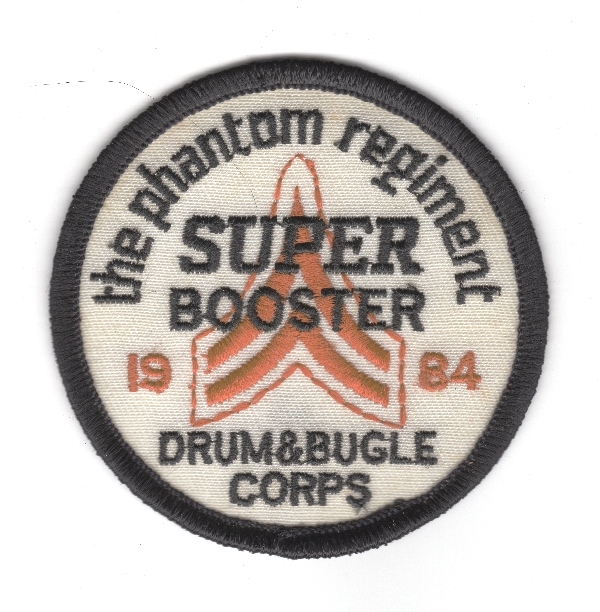 the phantom regiment
SUPER
BOOSTER
19 84
DRUM&BUGLE
CORPS